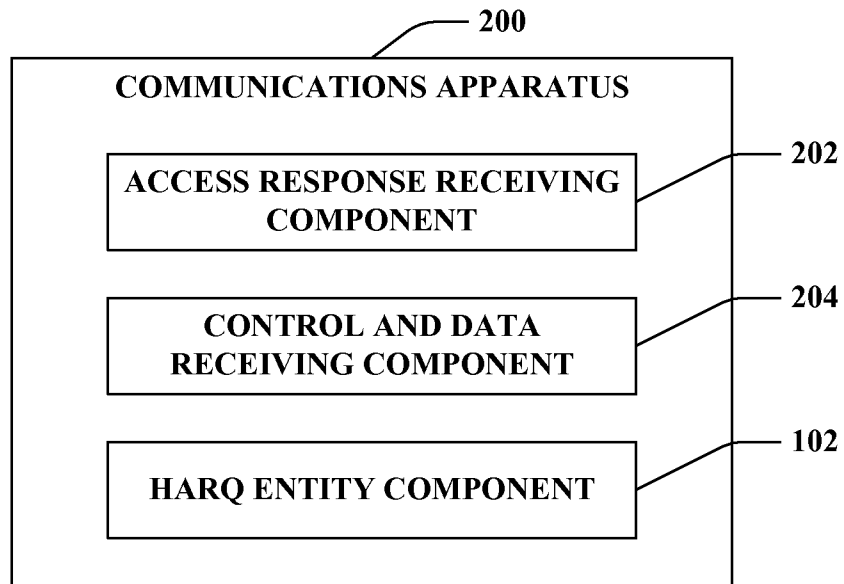 200
COMMUNICATIONS APPARATUS
202
ACCESS RESPONSE RECEIVING
COMPONENT
204
CONTROL AND DATA
RECEIVING COMPONENT
102
HARQ ENTITY COMPONENT